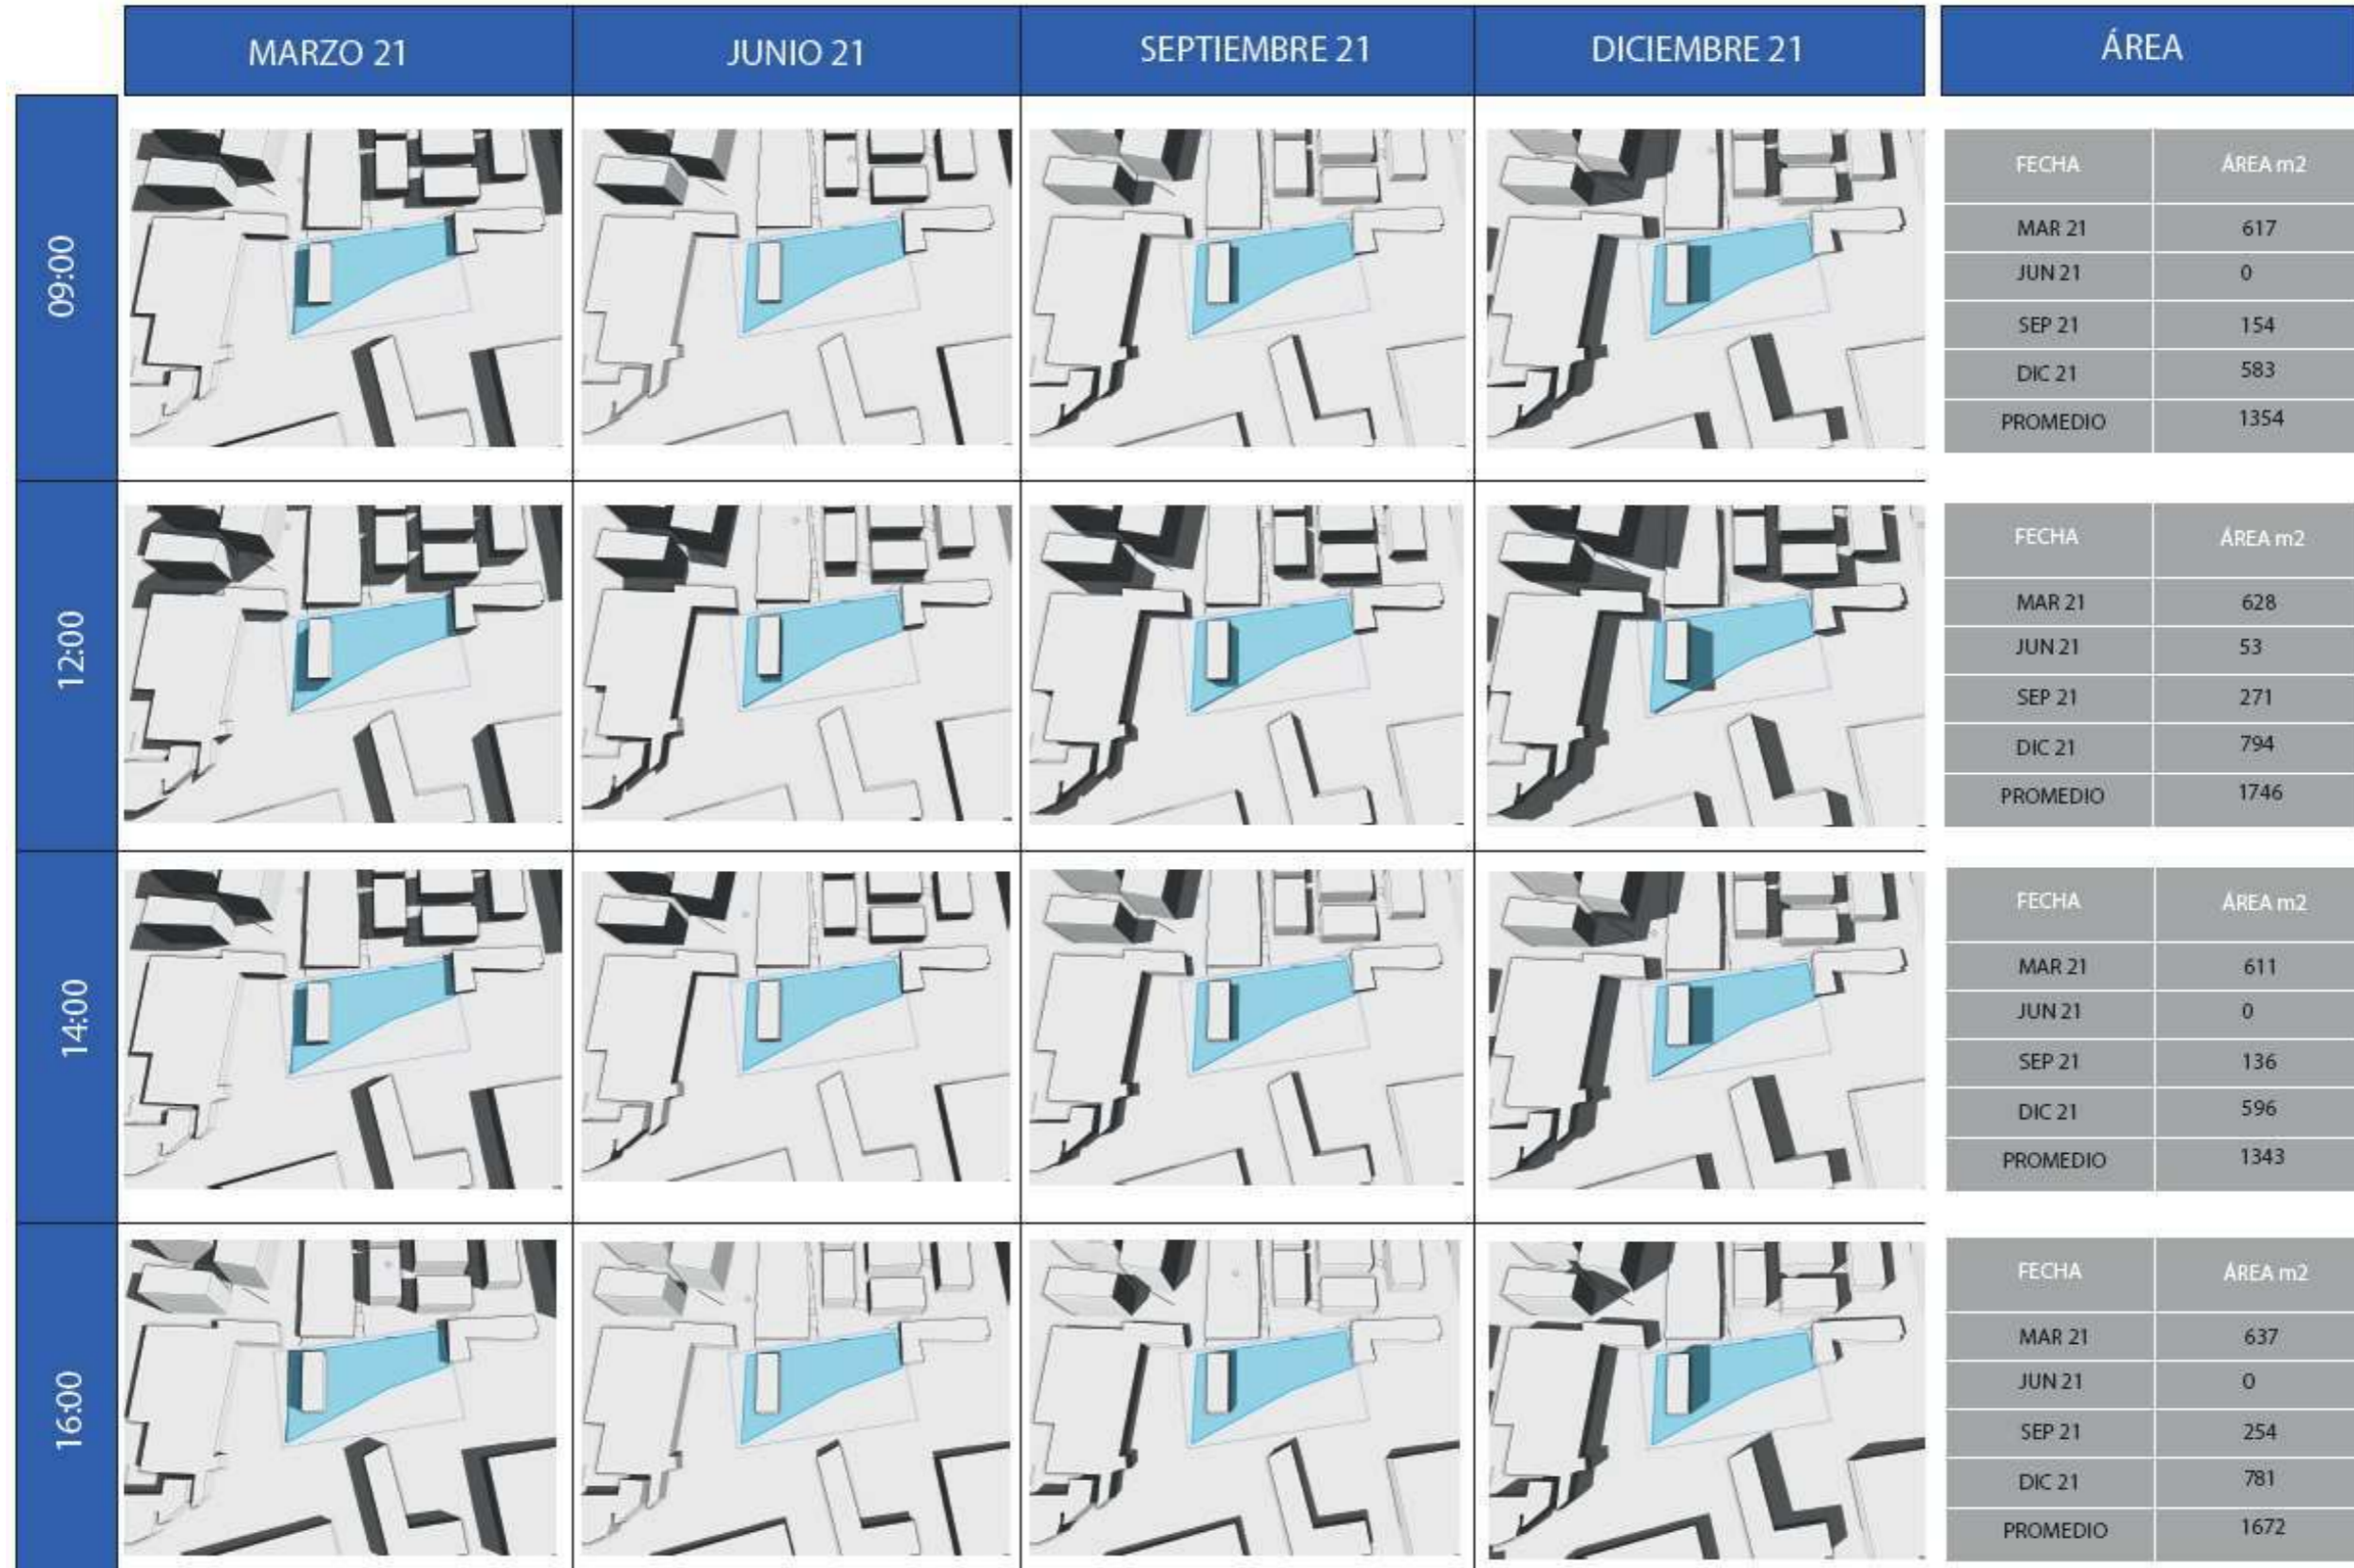 MARZO 21 JUNIO 21 SEPTIEMBRE 21 DICIEMBRE 21 ÁREA
09:00
FECHA ÁREA m2
MAR 21 617
JUN 21 0
SEP 21 154
DIC 21 583
PROMEDIO 1354
12:00
FECHA ÁREA m2
MAR 21 628
JUN 21 53
SEP 21 271
DIC 21 794
PROMEDIO 1746
14:00
FECHA ÁREA m2
MAR 21 611
JUN 21 0
SEP 21 136
DIC 21 596
PROMEDIO 1343
16:00
FECHA ÁREA m2
MAR 21 637
JUN 21 0
SEP 21 254
DIC 21 781
PROMEDIO 1672